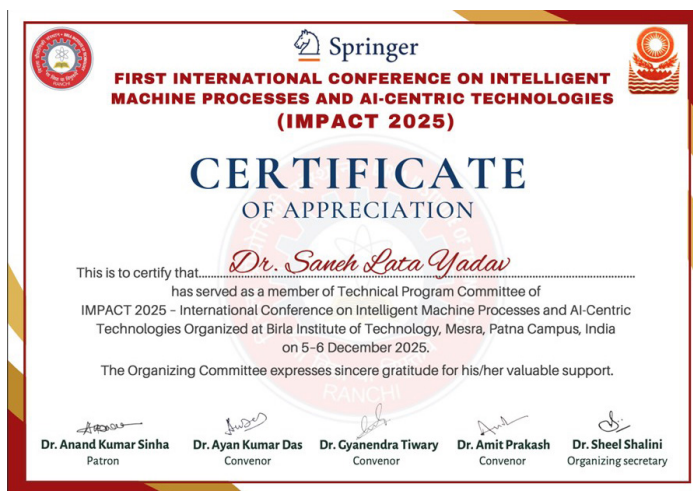 Springer
FIRST INTERNATIONAL CONFERENCE ON INTELLIGENT
MACHINE PROCESSES AND AI-CENTRIC TECHNOLOGIES
(IMPACT 2025)
CERTIFICATE
OF APPRECIATION
This is to certify that Dr. Saneh Lata Yadav
has served as a member of Technical Program Committee of
IMPACT 2025 – International Conference on Intelligent Machine Processes and AI-Centric
Technologies Organized at Birla Institute of Technology, Mesra, Patna Campus, India
on 5–6 December 2025.
The Organizing Committee expresses sincere gratitude for his/her valuable support.
RANCHI
Dr. Anand Kumar Sinha
Patron
Dr. Ayan Kumar Das
Convenor
Dr. Gyanendra Tiwary
Convenor
Dr. Amit Prakash
Convenor
Dr. Sheel Shalini
Organizing secretary